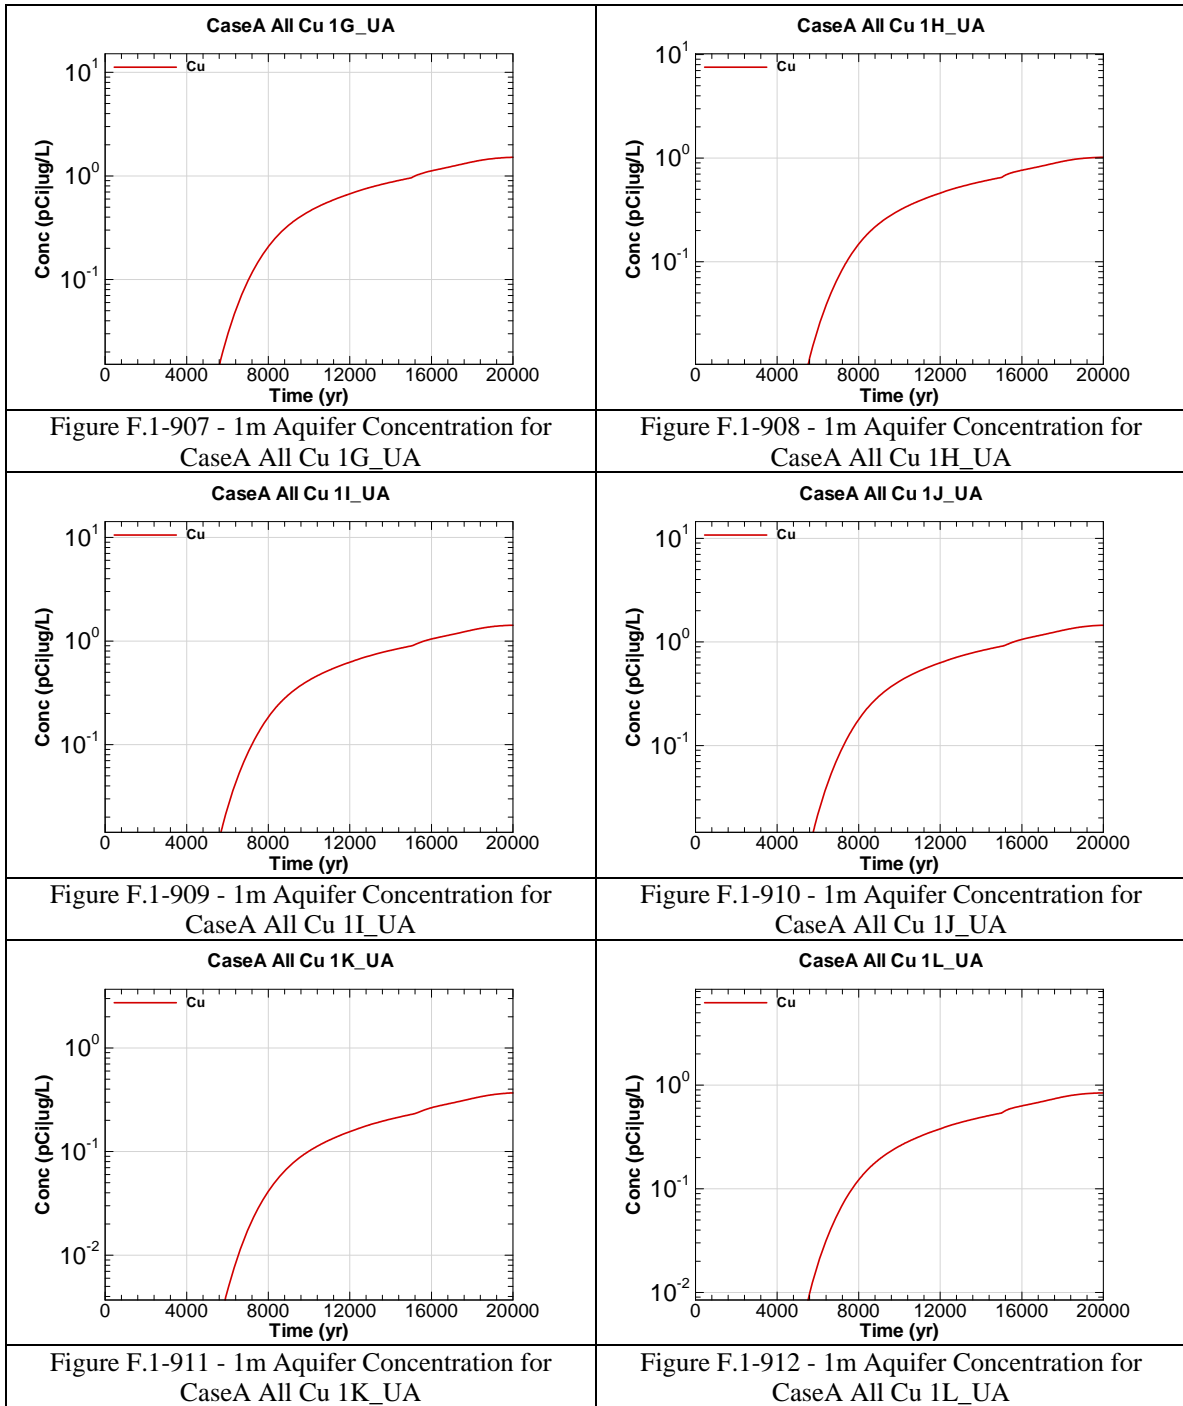 CaseA All Cu 1G_UA
Cu
10^1
10^0
10^-1
Conc (pCi|ug/L)
0 4000 8000 12000 16000 20000
Time (yr)
Figure F.1-907 - 1m Aquifer Concentration for
CaseA All Cu 1G_UA
CaseA All Cu 1H_UA
Cu
10^1
10^0
10^-1
Conc (pCi|ug/L)
0 4000 8000 12000 16000 20000
Time (yr)
Figure F.1-908 - 1m Aquifer Concentration for
CaseA All Cu 1H_UA
CaseA All Cu 1I_UA
Cu
10^1
10^0
10^-1
Conc (pCi|ug/L)
0 4000 8000 12000 16000 20000
Time (yr)
Figure F.1-909 - 1m Aquifer Concentration for
CaseA All Cu 1I_UA
CaseA All Cu 1J_UA
Cu
10^1
10^0
10^-1
Conc (pCi|ug/L)
0 4000 8000 12000 16000 20000
Time (yr)
Figure F.1-910 - 1m Aquifer Concentration for
CaseA All Cu 1J_UA
CaseA All Cu 1K_UA
Cu
10^0
10^-1
10^-2
Conc (pCi|ug/L)
0 4000 8000 12000 16000 20000
Time (yr)
Figure F.1-911 - 1m Aquifer Concentration for
CaseA All Cu 1K_UA
CaseA All Cu 1L_UA
Cu
10^0
10^-1
10^-2
Conc (pCi|ug/L)
0 4000 8000 12000 16000 20000
Time (yr)
Figure F.1-912 - 1m Aquifer Concentration for
CaseA All Cu 1L_UA